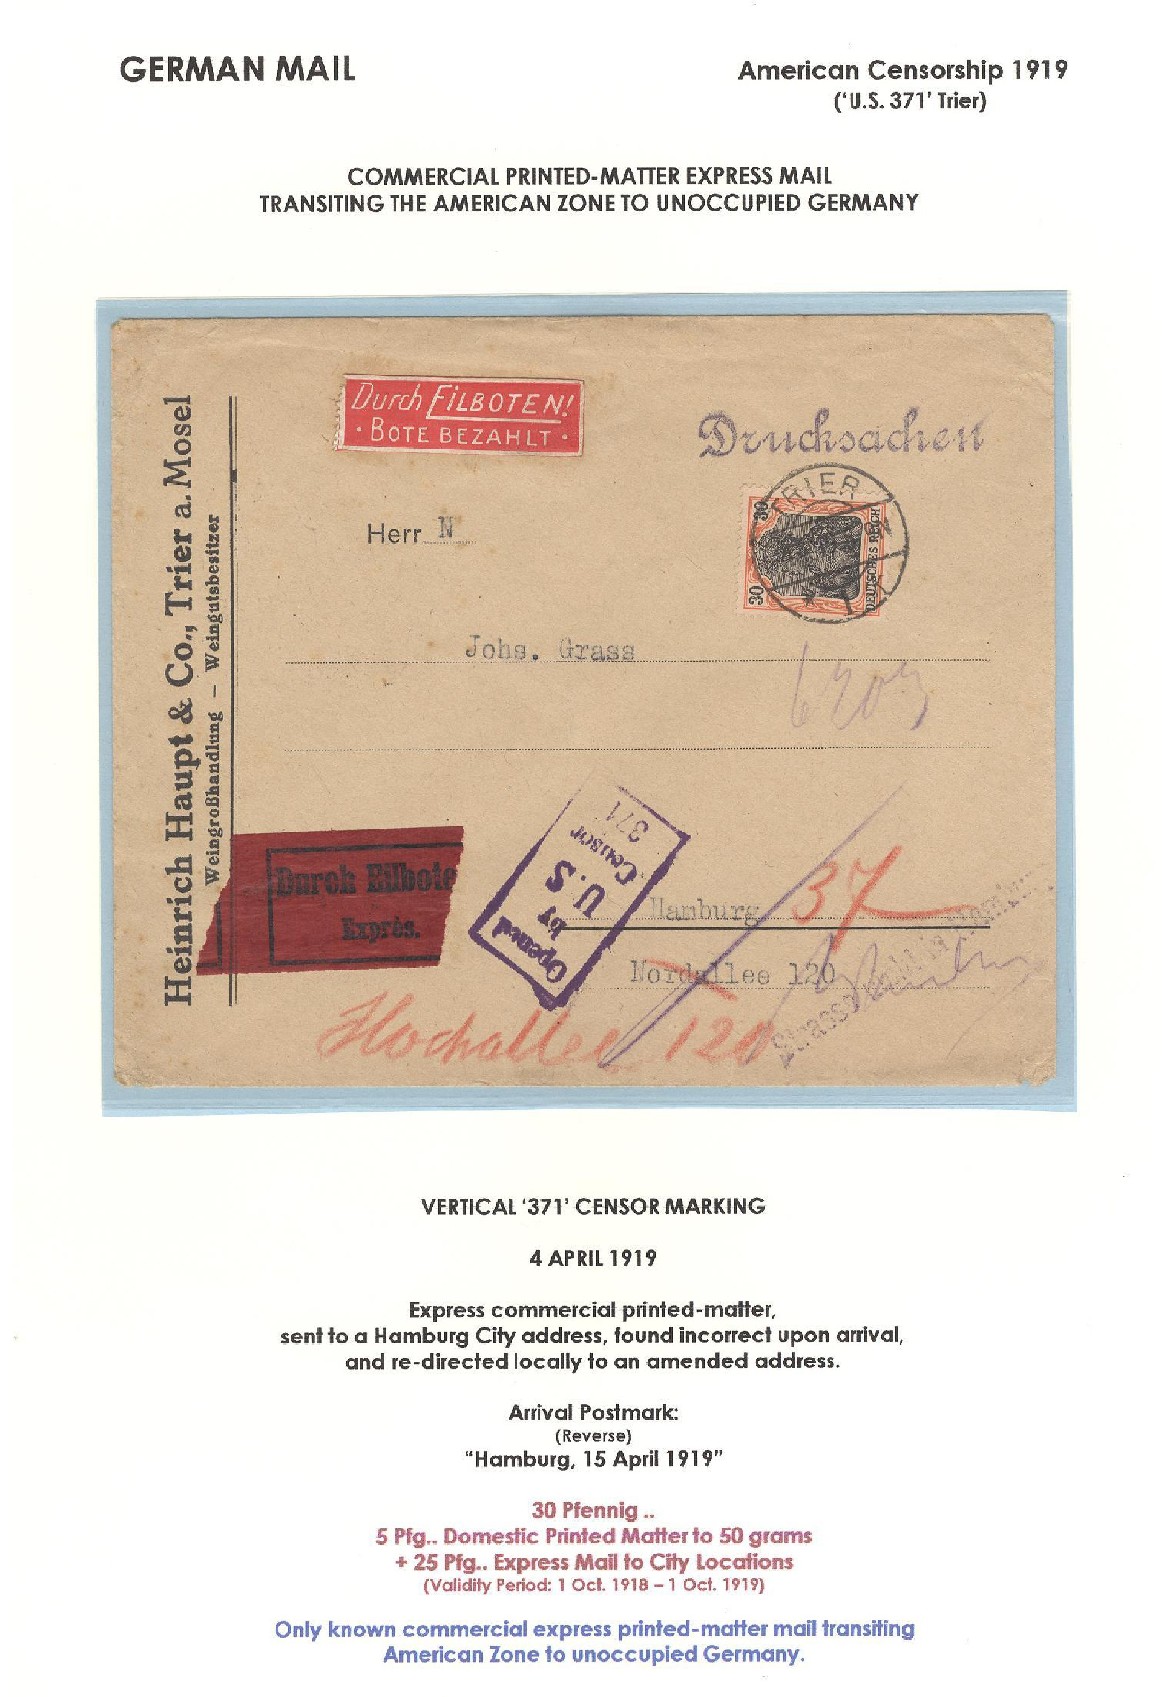 GERMAN MAIL
American Censorship 1919
('U.S. 371' Trier)
COMMERCIAL PRINTED-MATTER EXPRESS MAIL
TRANSITING THE AMERICAN ZONE TO UNOCCUPIED GERMANY
Durch EILBOTEN!
· BOTE BEZAHLT ·
Drucksachen
TRIER
30
30
DEUTSCHES REICH
Heinrich Haupt & Co., Trier a. Mosel
Weingroßhandlung – Weingutsbesitzer
Herr N
Johs. Grass
Opened
by
U.S
Censor
371
Durch Eilbote
Exprès.
Hamburg
37
Nordallee 120
Hochallee 120
VERTICAL '371' CENSOR MARKING
4 APRIL 1919
Express commercial printed-matter,
sent to a Hamburg City address, found incorrect upon arrival,
and re-directed locally to an amended address.
Arrival Postmark:
(Reverse)
"Hamburg, 15 April 1919"
30 Pfennig ..
5 Pfg.. Domestic Printed Matter to 50 grams
+ 25 Pfg.. Express Mail to City Locations
(Validity Period: 1 Oct. 1918 – 1 Oct. 1919)
Only known commercial express printed-matter mail transiting
American Zone to unoccupied Germany.